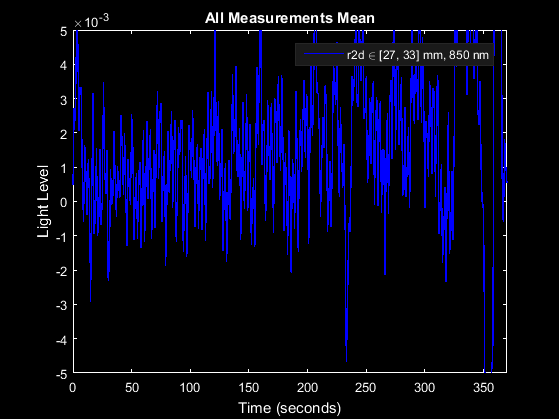 All Measurements Mean
×10-3
r2d ∈ [27, 33] mm, 850 nm
5
4
3
2
1
0
-1
-2
-3
-4
-5
Light Level
0 50 100 150 200 250 300 350
Time (seconds)